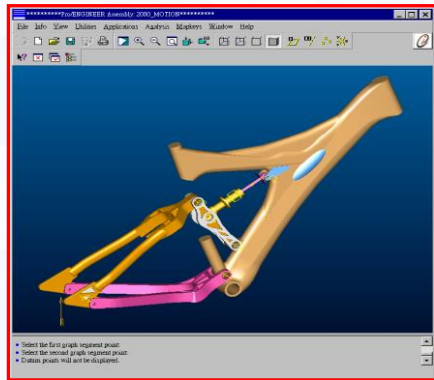 **********Pro/ENGINEER Assembly 2000_MOTION**********
File Info View Utilities Applications Analysis Mapkeys Window Help
• Select the first graph segment point.
• Select the second graph segment point.
• Datum points will not be displayed.